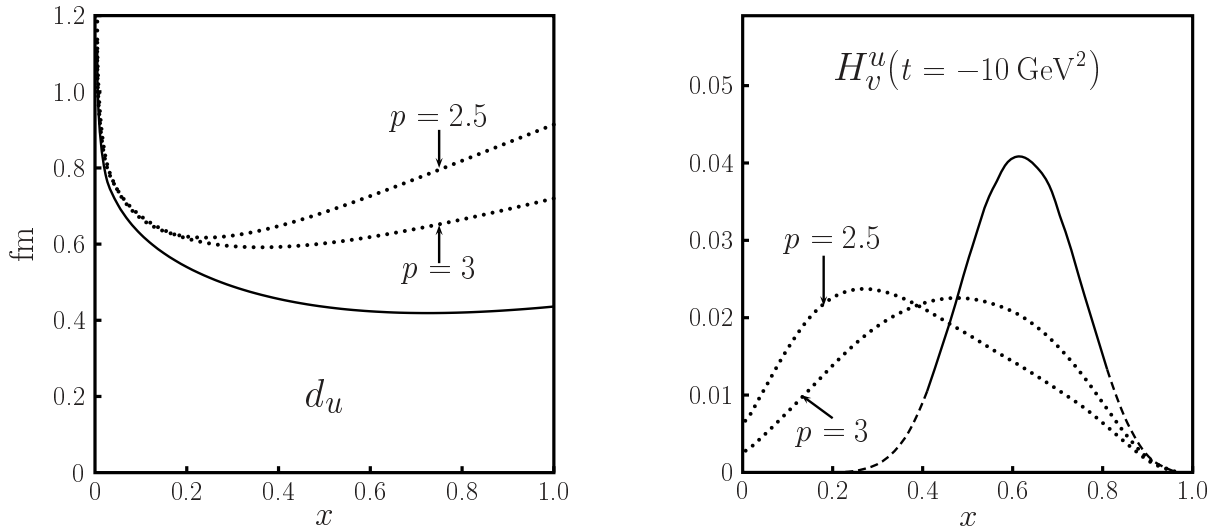 1.2
1.0
0.8
0.6
0.4
0.2
0
fm
p = 2.5
p = 3
d_u
0 0.2 0.4 0.6 0.8 1.0
x
H_v^u(t = −10 GeV²)
0.05
0.04
0.03
0.02
0.01
0
p = 2.5
p = 3
0 0.2 0.4 0.6 0.8 1.0
x